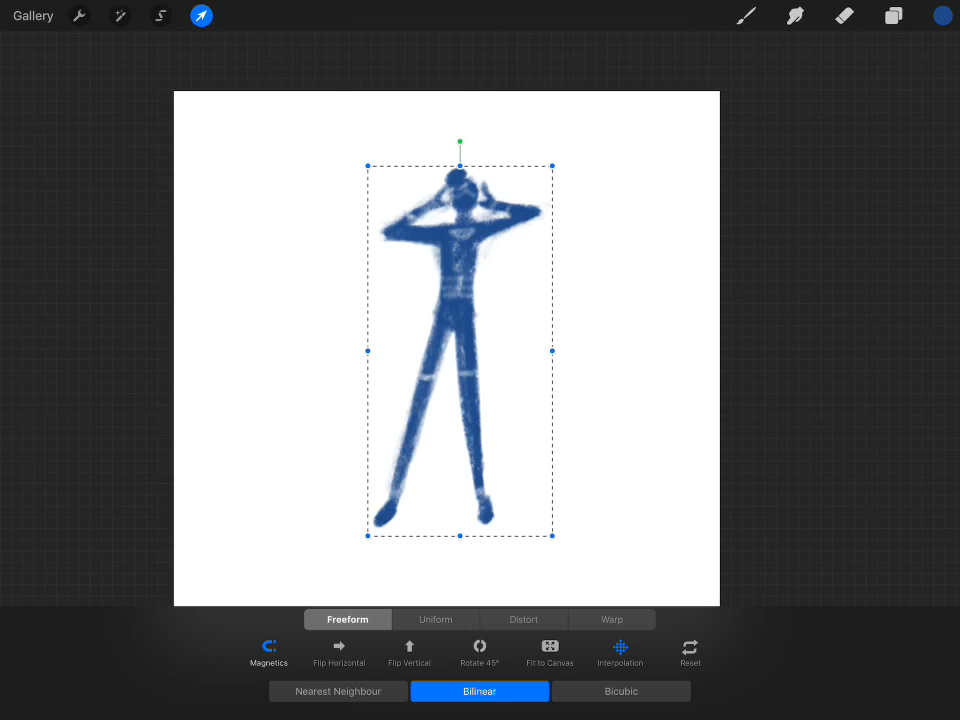 Gallery
Freeform Uniform Distort Warp
Magnetics Flip Horizontal Flip Vertical Rotate 45° Fit to Canvas Interpolation Reset
Nearest Neighbour Bilinear Bicubic